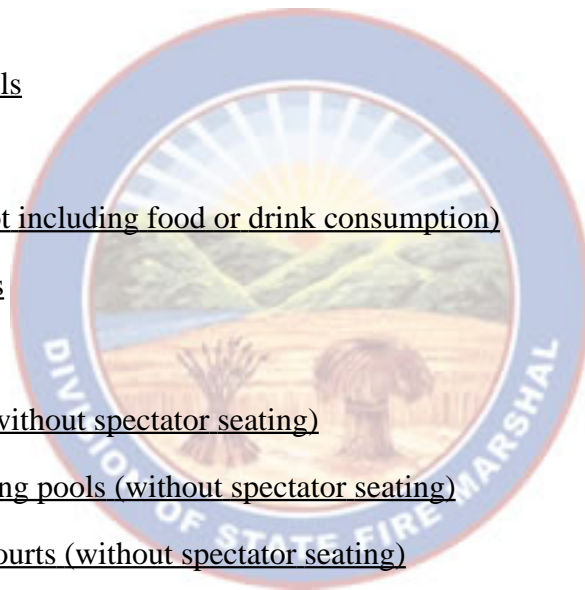 ls
t including food or drink consumption)
s
without spectator seating)
ng pools (without spectator seating)
ourts (without spectator seating)
DIVISION OF STATE FIRE MARSHAL